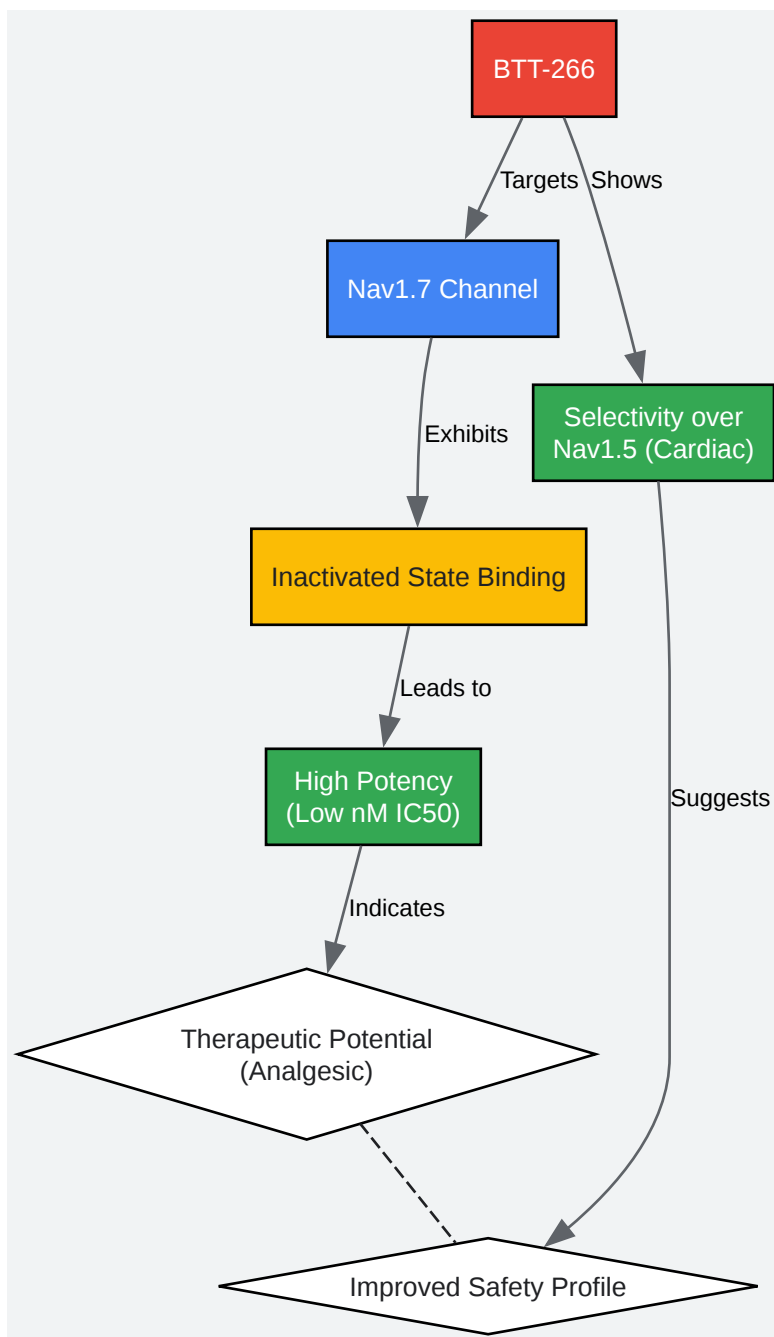 BTT-266
Targets
Shows
Nav1.7 Channel
Selectivity over
Nav1.5 (Cardiac)
Exhibits
Inactivated State Binding
Leads to
High Potency
(Low nM IC50)
Suggests
Indicates
Therapeutic Potential
(Analgesic)
Improved Safety Profile